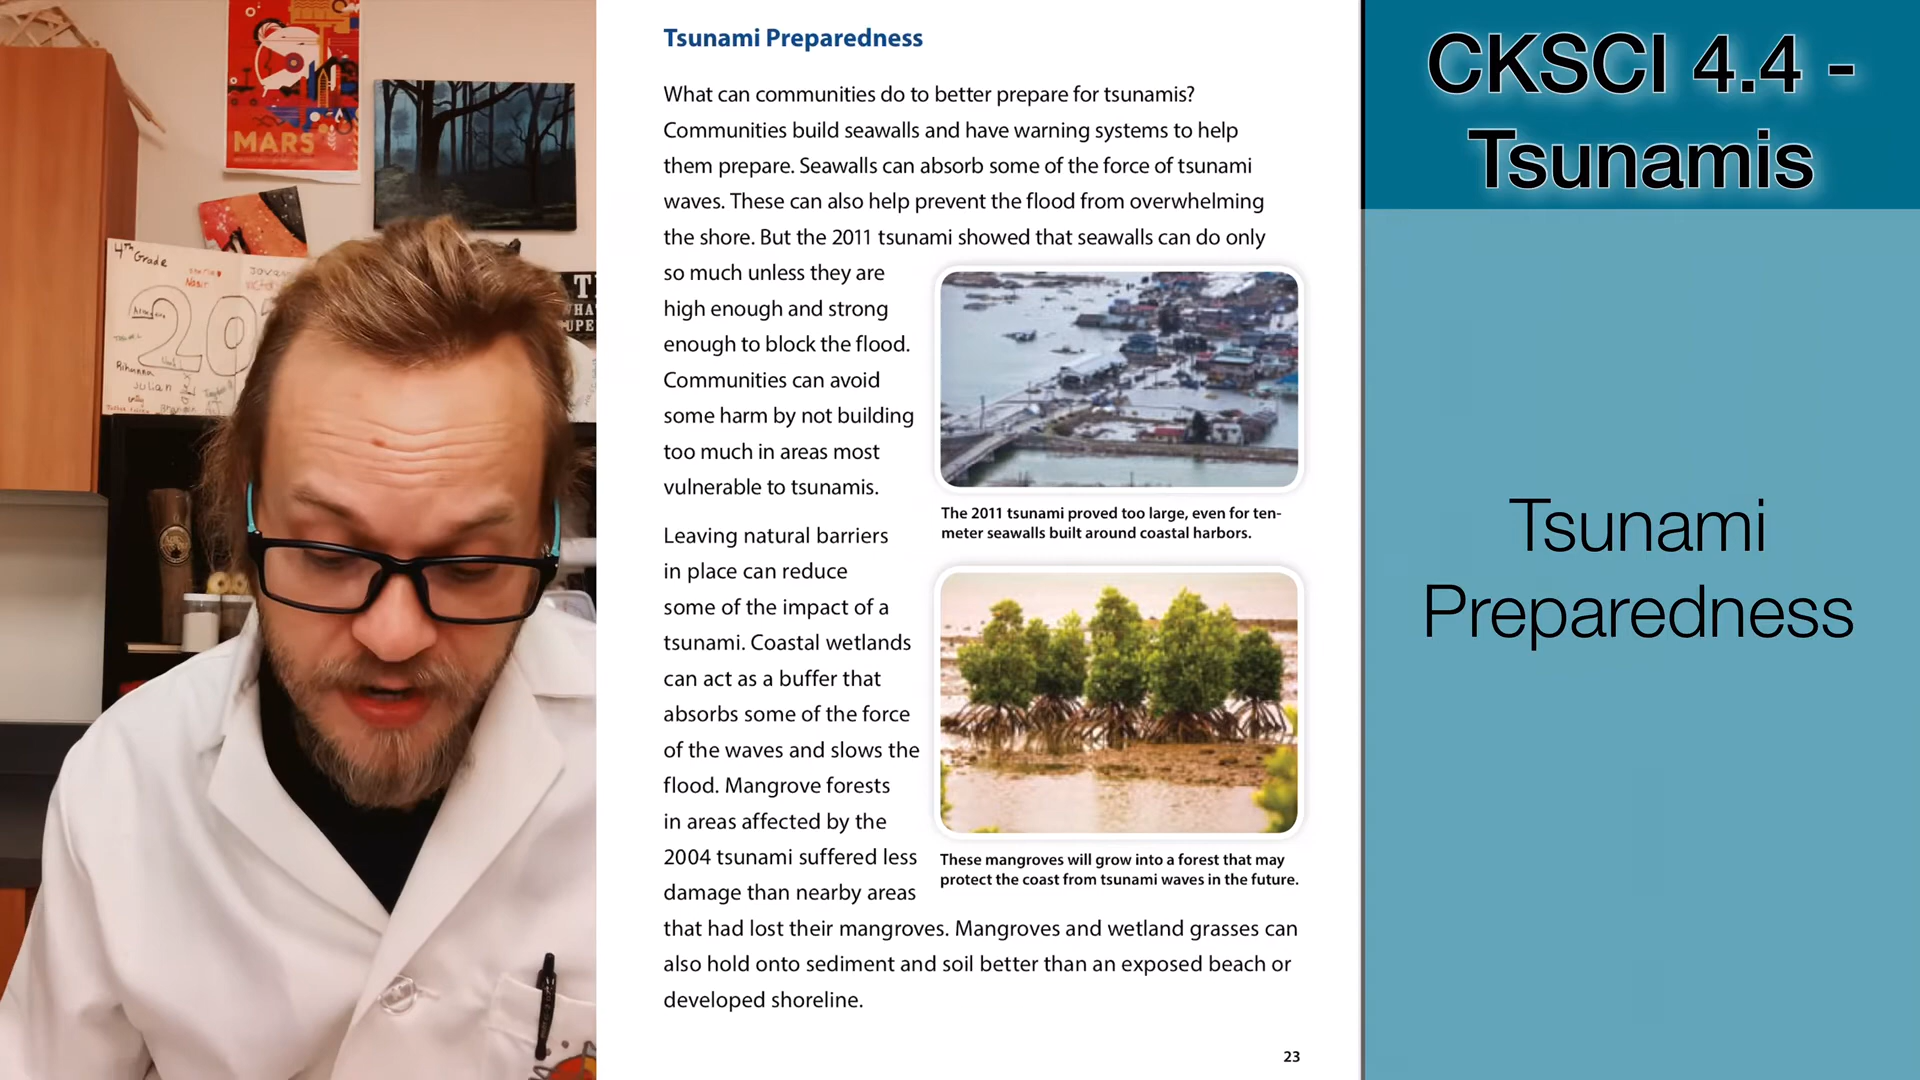 MARS
4th Grade
20
Julian
Rihanna
Tsunami Preparedness
What can communities do to better prepare for tsunamis?
Communities build seawalls and have warning systems to help
them prepare. Seawalls can absorb some of the force of tsunami
waves. These can also help prevent the flood from overwhelming
the shore. But the 2011 tsunami showed that seawalls can do only
so much unless they are
high enough and strong
enough to block the flood.
Communities can avoid
some harm by not building
too much in areas most
vulnerable to tsunamis.
The 2011 tsunami proved too large, even for ten-
meter seawalls built around coastal harbors.
Leaving natural barriers
in place can reduce
some of the impact of a
tsunami. Coastal wetlands
can act as a buffer that
absorbs some of the force
of the waves and slows the
flood. Mangrove forests
in areas affected by the
2004 tsunami suffered less
damage than nearby areas
that had lost their mangroves. Mangroves and wetland grasses can
also hold onto sediment and soil better than an exposed beach or
developed shoreline.
These mangroves will grow into a forest that may
protect the coast from tsunami waves in the future.
23
CKSCI 4.4 -
Tsunamis
Tsunami
Preparedness